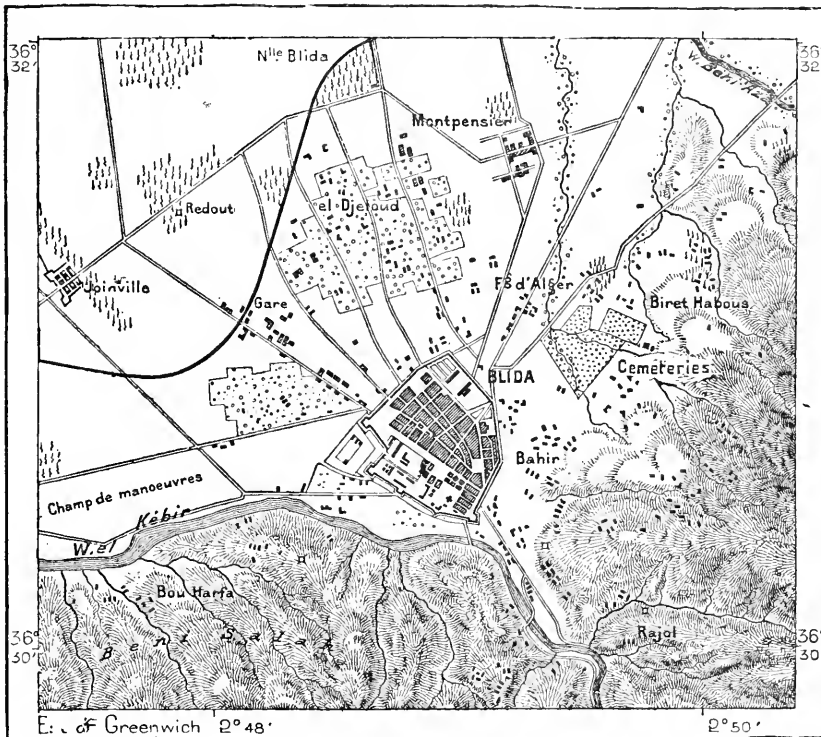 36° 32'
36° 32'
Nlle Blida
W. Beni
Montpensier
el Djetoud
Redout
Joinville
Gare
Fg d'Alger
Biret Habous
BLIDA
Cemeteries
Bahir
Champ de manoeuvres
W. el Kébir
Bou Harfa
Beni Salah
Rajol
36° 30'
36° 30'
E. of Greenwich 2°48'
2°50'